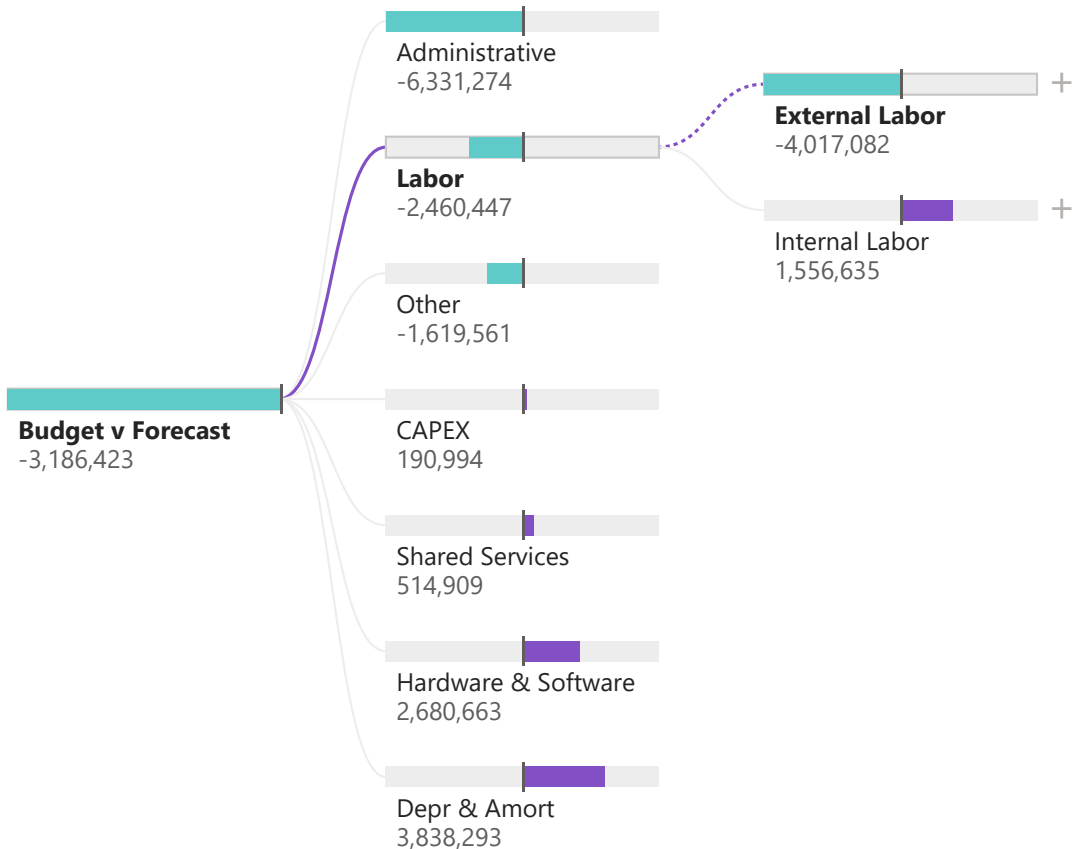 Budget v Forecast
-3,186,423
Administrative
-6,331,274
Labor
-2,460,447
Other
-1,619,561
CAPEX
190,994
Shared Services
514,909
Hardware & Software
2,680,663
Depr & Amort
3,838,293
External Labor
-4,017,082
Internal Labor
1,556,635